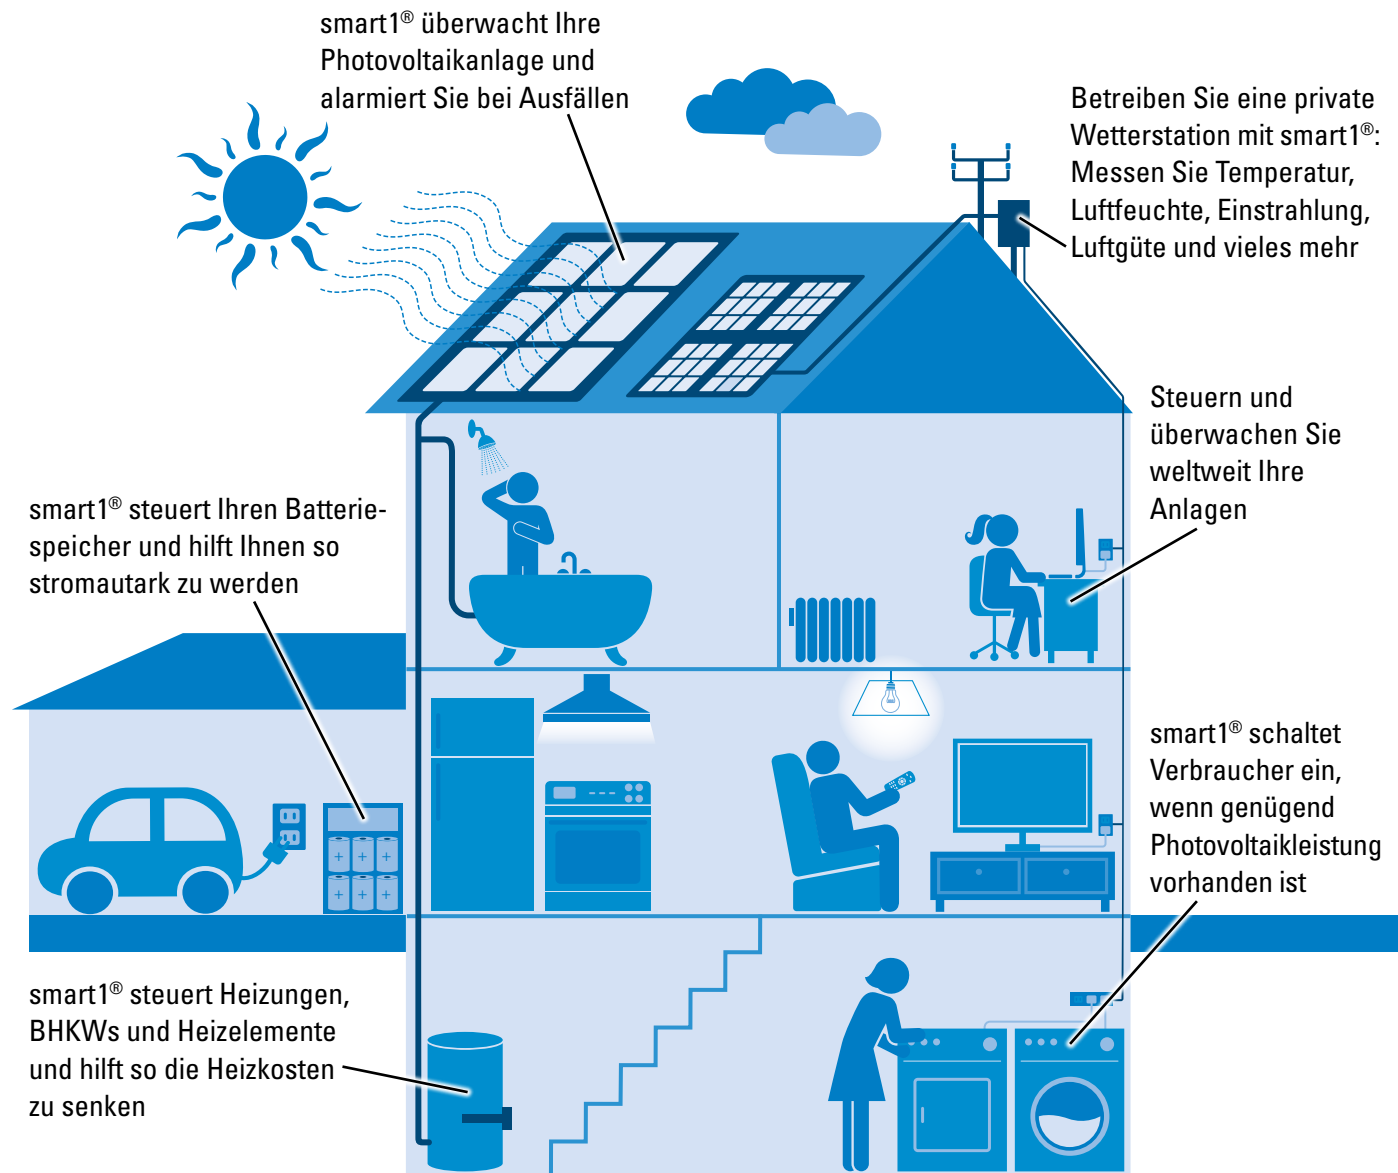 smart1® überwacht Ihre
Photovoltaikanlage und
alarmiert Sie bei Ausfällen
Betreiben Sie eine private
Wetterstation mit smart1®:
Messen Sie Temperatur,
Luftfeuchte, Einstrahlung,
Luftgüte und vieles mehr
Steuern und
überwachen Sie
weltweit Ihre
Anlagen
smart1® steuert Ihren Batterie-
speicher und hilft Ihnen so
stromautark zu werden
smart1® schaltet
Verbraucher ein,
wenn genügend
Photovoltaikleistung
vorhanden ist
smart1® steuert Heizungen,
BHKWs und Heizelemente
und hilft so die Heizkosten
zu senken